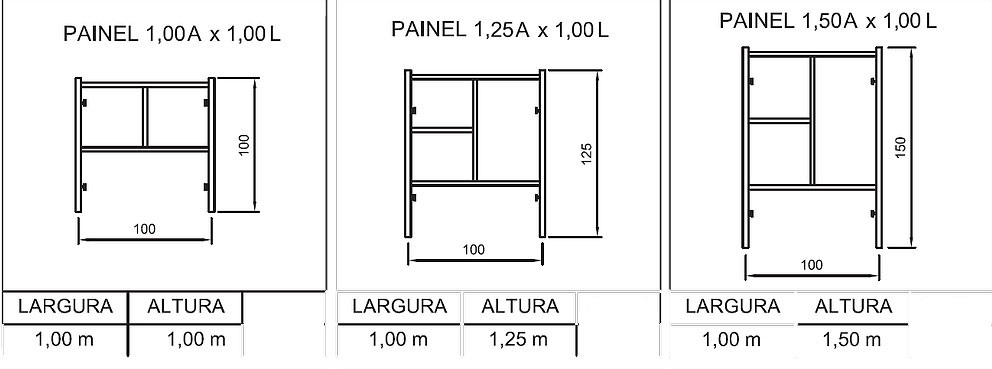 PAINEL 1,00A x 1,00L
100
100
LARGURA ALTURA
1,00 m 1,00 m
PAINEL 1,25A x 1,00L
125
100
LARGURA ALTURA
1,00 m 1,25 m
PAINEL 1,50A x 1,00L
150
100
LARGURA ALTURA
1,00 m 1,50 m